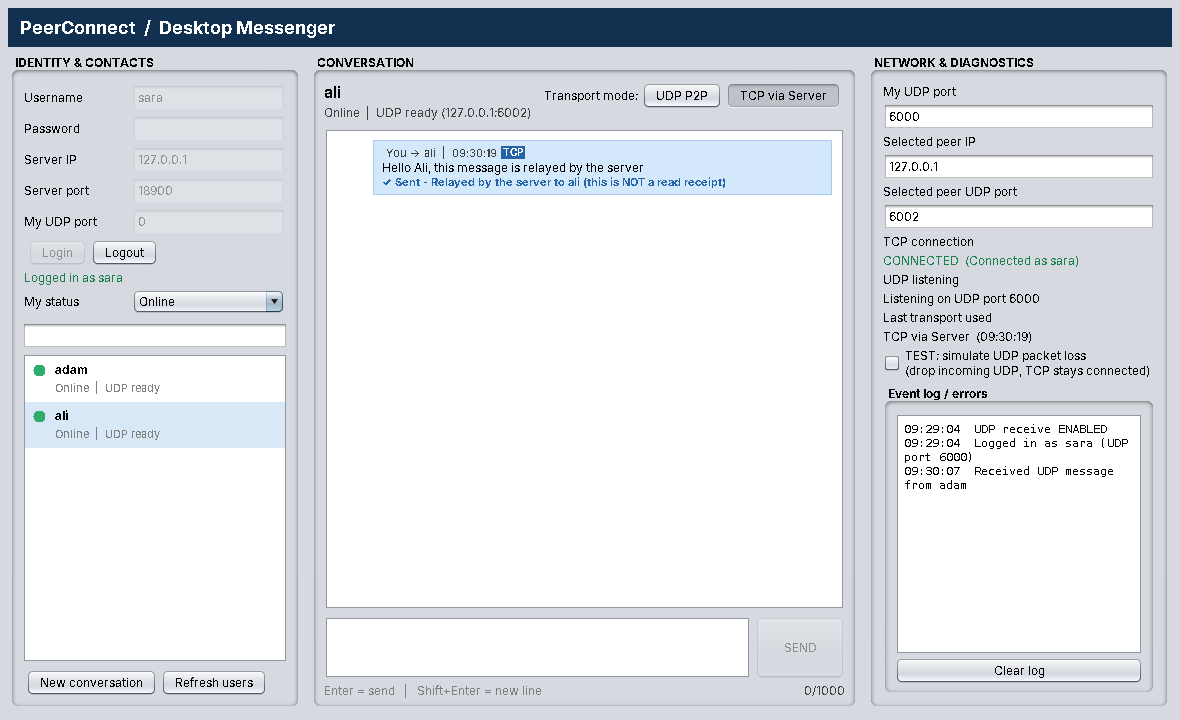 PeerConnect / Desktop Messenger
IDENTITY & CONTACTS
Username
sara
Password
Server IP
127.0.0.1
Server port
18900
My UDP port
0
Login
Logout
Logged in as sara
My status
Online
adam
Online | UDP ready
ali
Online | UDP ready
New conversation
Refresh users
CONVERSATION
ali
Online | UDP ready (127.0.0.1:6002)
Transport mode:
UDP P2P
TCP via Server
You → ali | 09:30:19 TCP
Hello Ali, this message is relayed by the server
✔ Sent - Relayed by the server to ali (this is NOT a read receipt)
SEND
Enter = send | Shift+Enter = new line
0/1000
NETWORK & DIAGNOSTICS
My UDP port
6000
Selected peer IP
127.0.0.1
Selected peer UDP port
6002
TCP connection
CONNECTED (Connected as sara)
UDP listening
Listening on UDP port 6000
Last transport used
TCP via Server (09:30:19)
TEST: simulate UDP packet loss
(drop incoming UDP, TCP stays connected)
Event log / errors
09:29:04 UDP receive ENABLED
09:29:04 Logged in as sara (UDP
port 6000)
09:30:07 Received UDP message
from adam
Clear log